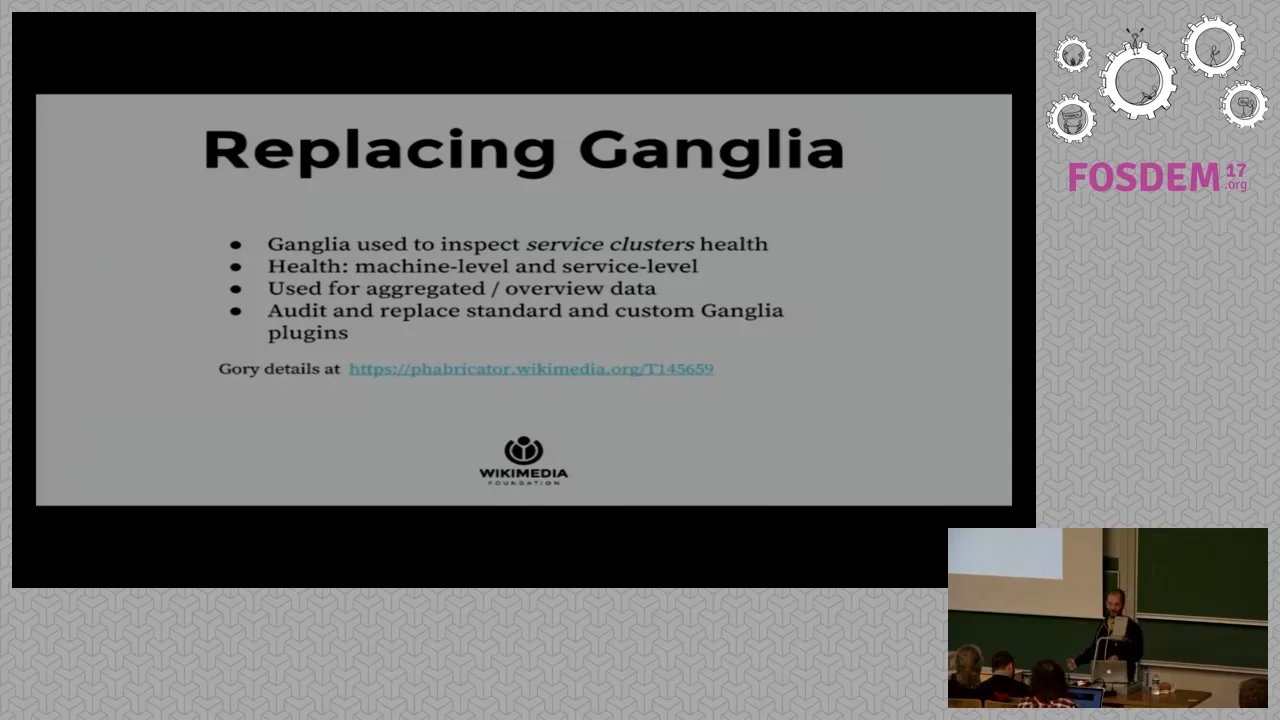 Replacing Ganglia
● Ganglia used to inspect service clusters health
● Health: machine-level and service-level
● Used for aggregated / overview data
● Audit and replace standard and custom Ganglia
plugins
Gory details at https://phabricator.wikimedia.org/T145659
WIKIMEDIA
FOUNDATION
FOSDEM 17
.org